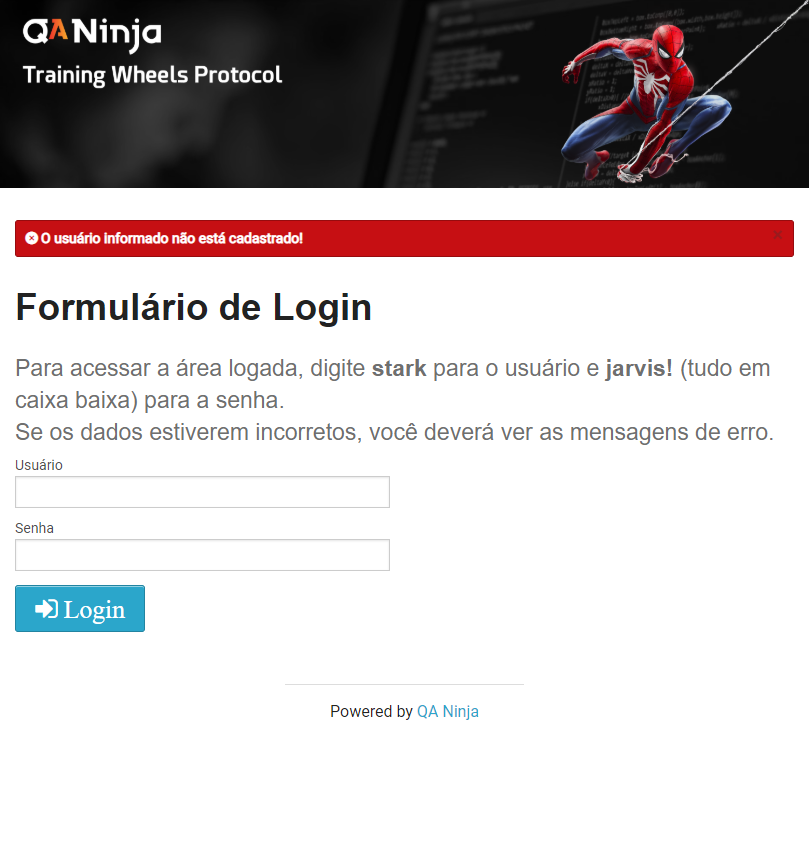 QANinja
Training Wheels Protocol
O usuário informado não está cadastrado!
×
Formulário de Login
Para acessar a área logada, digite stark para o usuário e jarvis! (tudo em
caixa baixa) para a senha.
Se os dados estiverem incorretos, você deverá ver as mensagens de erro.
Usuário
Senha
Login
Powered by QA Ninja